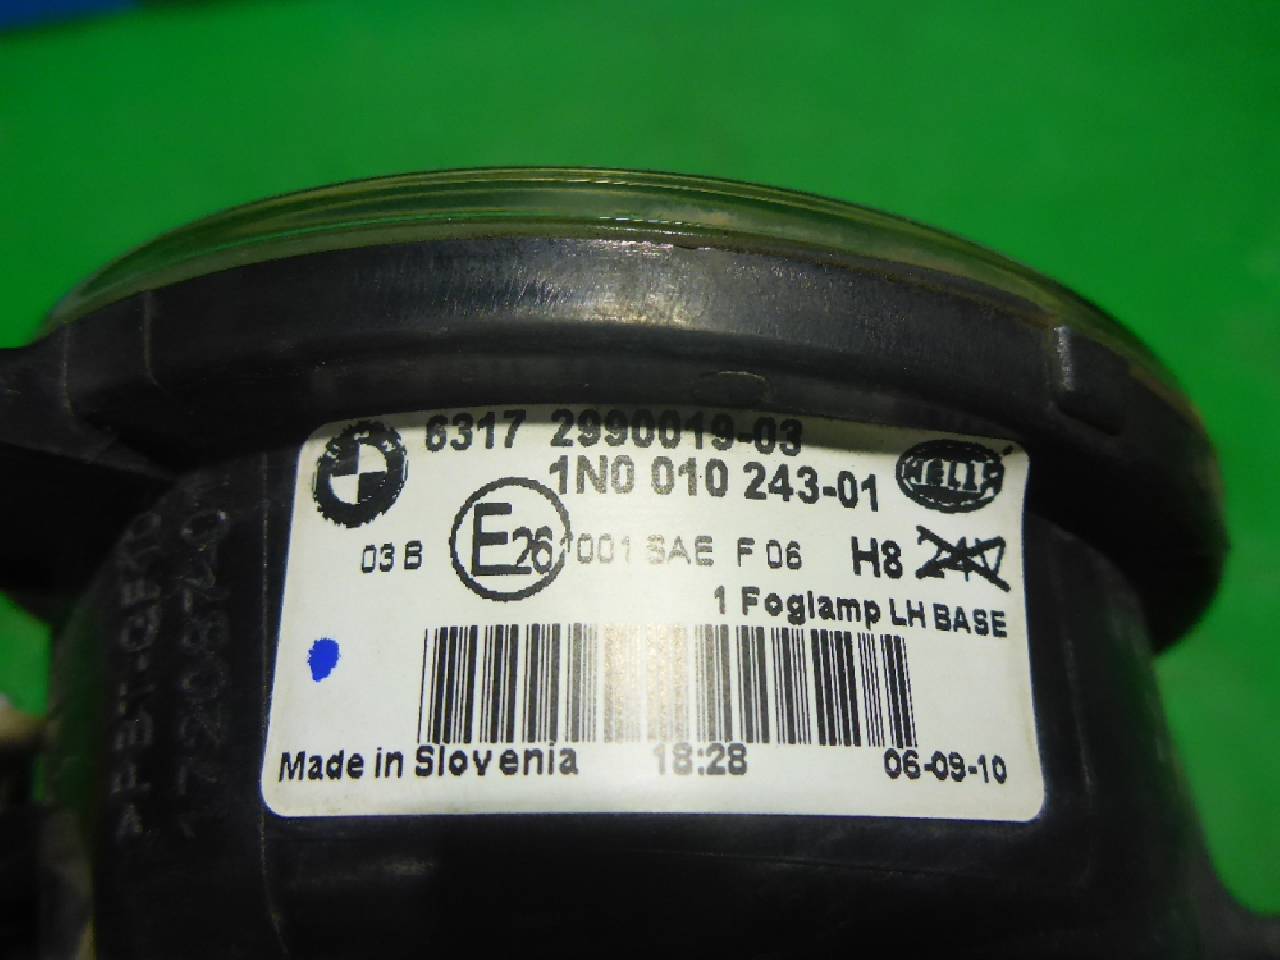 6317 2990019-03
1N0 010 243-01
HELLA
03 B E26 001 SAE F 06 H8
1 Foglamp LH BASE
Made in Slovenia 18:28 06-09-10